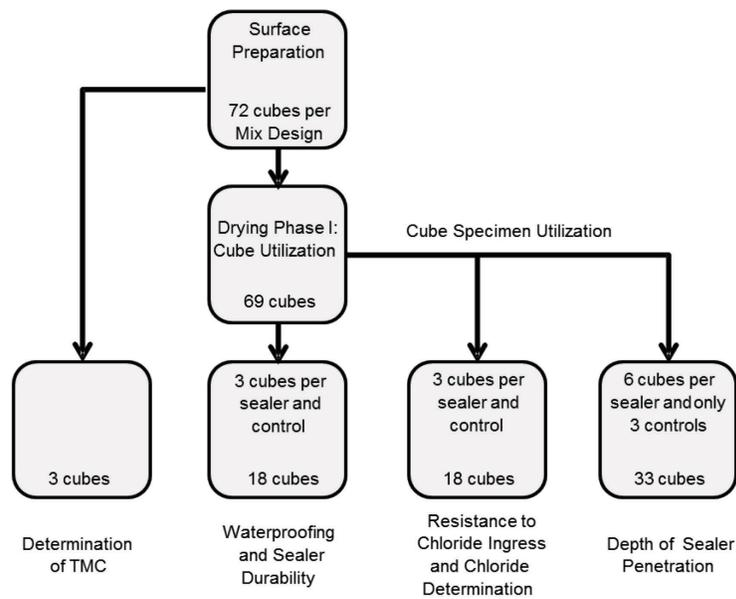 Surface
Preparation
72 cubes per
Mix Design
Drying Phase I:
Cube Utilization
69 cubes
Cube Specimen Utilization
3 cubes
3 cubes per
sealer and
control
18 cubes
3 cubes per
sealer and
control
18 cubes
6 cubes per
sealer and only
3 controls
33 cubes
Determination
of TMC
Waterproofing
and Sealer
Durability
Resistance to
Chloride Ingress
and Chloride
Determination
Depth of Sealer
Penetration